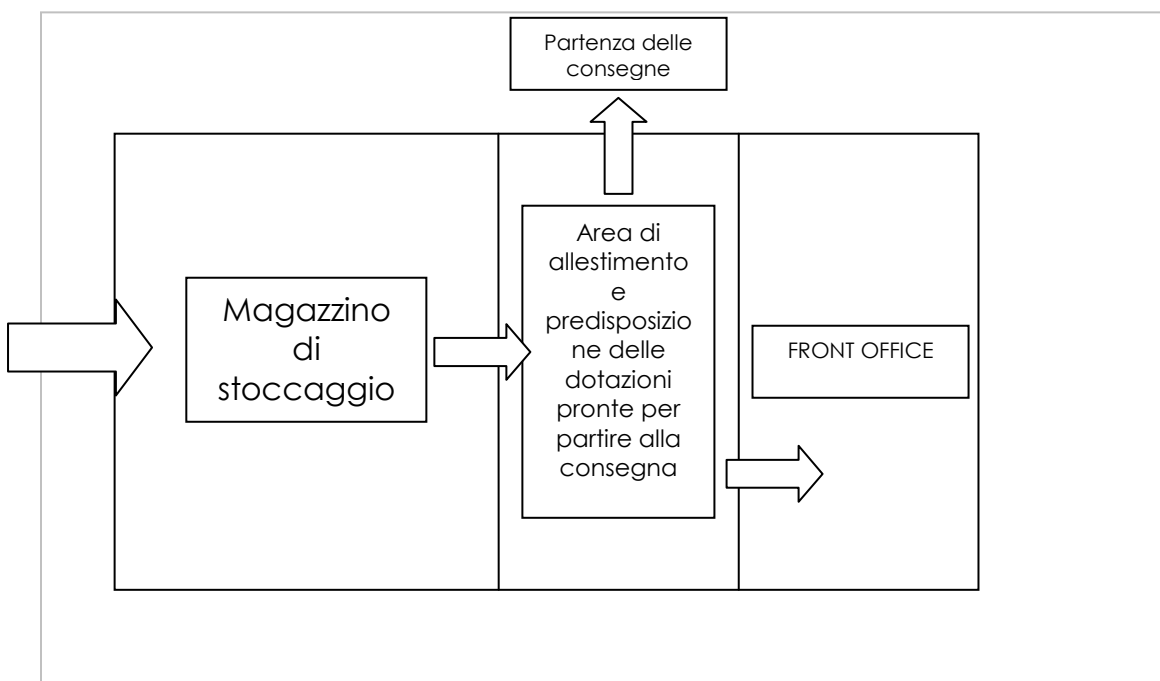 Partenza delle
consegne
Magazzino
di
stoccaggio
Area di
allestimento
e
predisposizio
ne delle
dotazioni
pronte per
partire alla
consegna
FRONT OFFICE